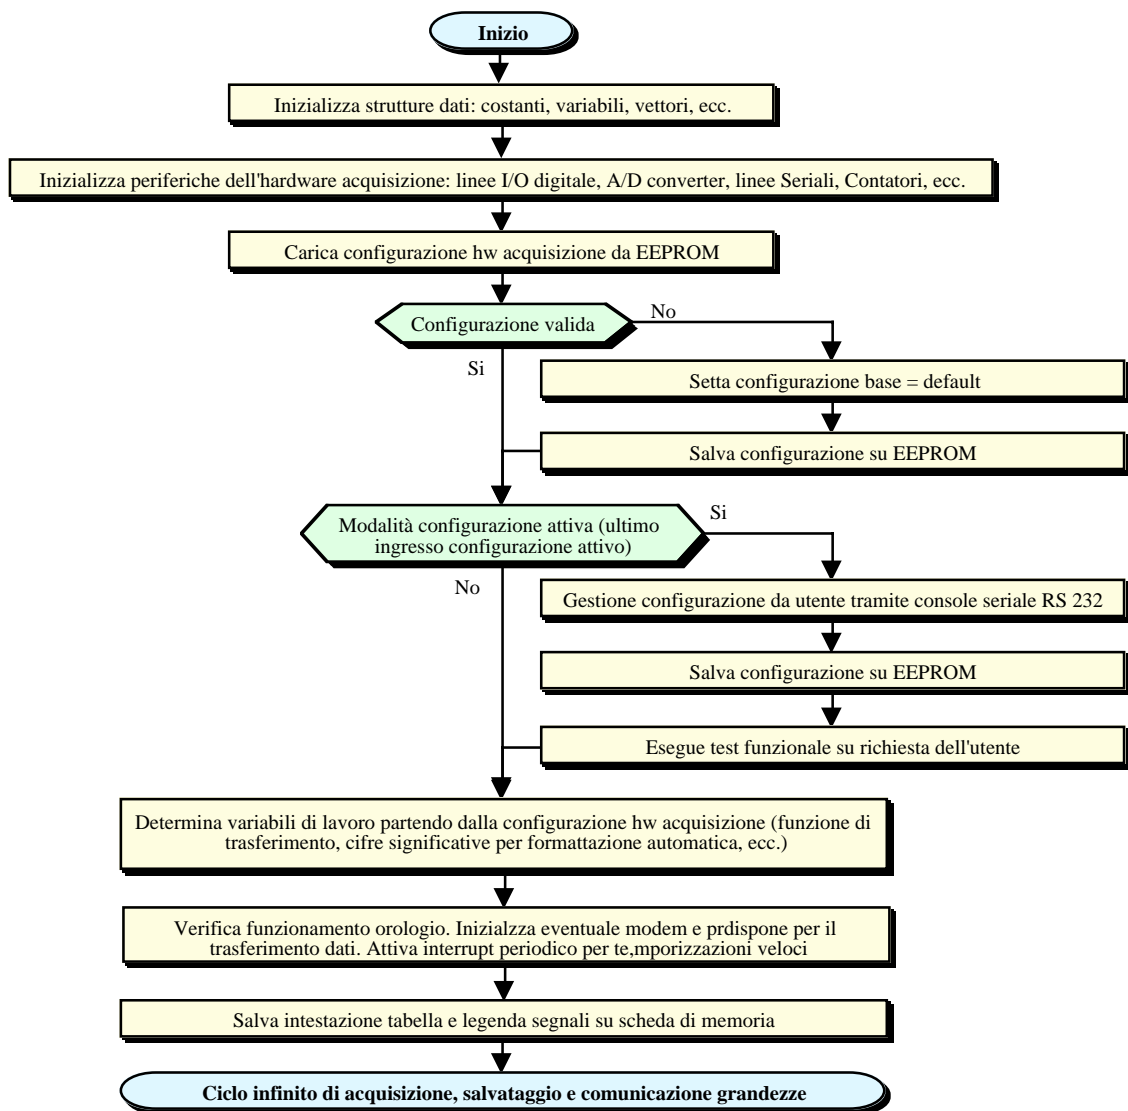 Inizio
Inizializza strutture dati: costanti, variabili, vettori, ecc.
Inizializza periferiche dell'hardware acquisizione: linee I/O digitale, A/D converter, linee Seriali, Contatori, ecc.
Carica configurazione hw acquisizione da EEPROM
Configurazione valida
No
Si
Setta configurazione base = default
Salva configurazione su EEPROM
Modalità configurazione attiva (ultimo
ingresso configurazione attivo)
Si
No
Gestione configurazione da utente tramite console seriale RS 232
Salva configurazione su EEPROM
Esegue test funzionale su richiesta dell'utente
Determina variabili di lavoro partendo dalla configurazione hw acquisizione (funzione di
trasferimento, cifre significative per formattazione automatica, ecc.)
Verifica funzionamento orologio. Inizialzza eventuale modem e prdispone per il
trasferimento dati. Attiva interrupt periodico per te,mporizzazioni veloci
Salva intestazione tabella e legenda segnali su scheda di memoria
Ciclo infinito di acquisizione, salvataggio e comunicazione grandezze